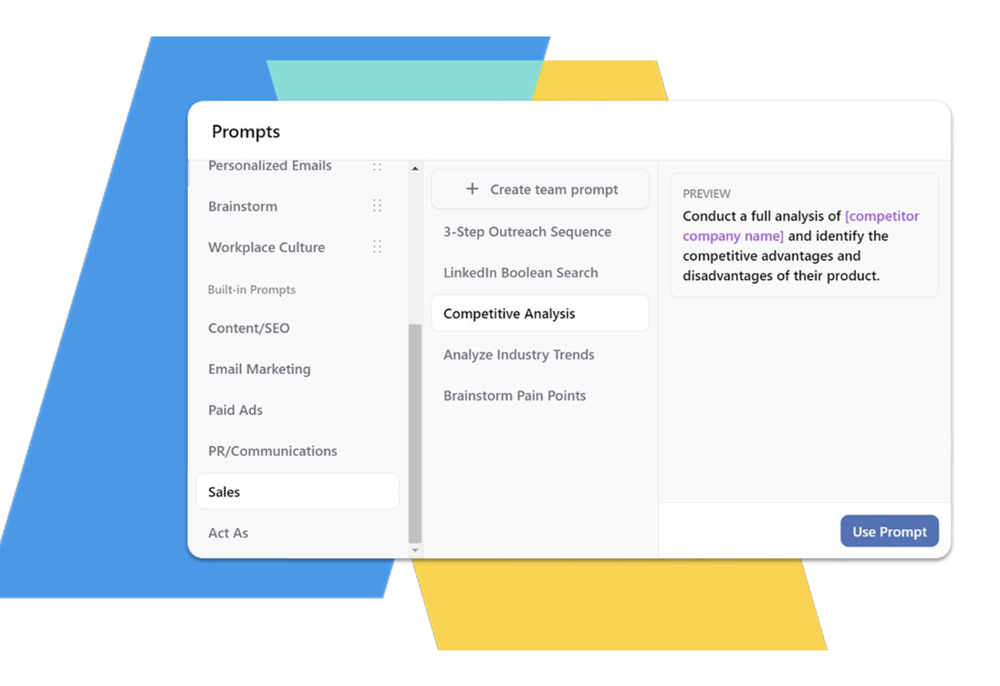 Prompts
Personalized Emails
Brainstorm
Workplace Culture
Built-in Prompts
Content/SEO
Email Marketing
Paid Ads
PR/Communications
Sales
Act As
+ Create team prompt
3-Step Outreach Sequence
LinkedIn Boolean Search
Competitive Analysis
Analyze Industry Trends
Brainstorm Pain Points
PREVIEW
Conduct a full analysis of [competitor
company name] and identify the
competitive advantages and
disadvantages of their product.
Use Prompt